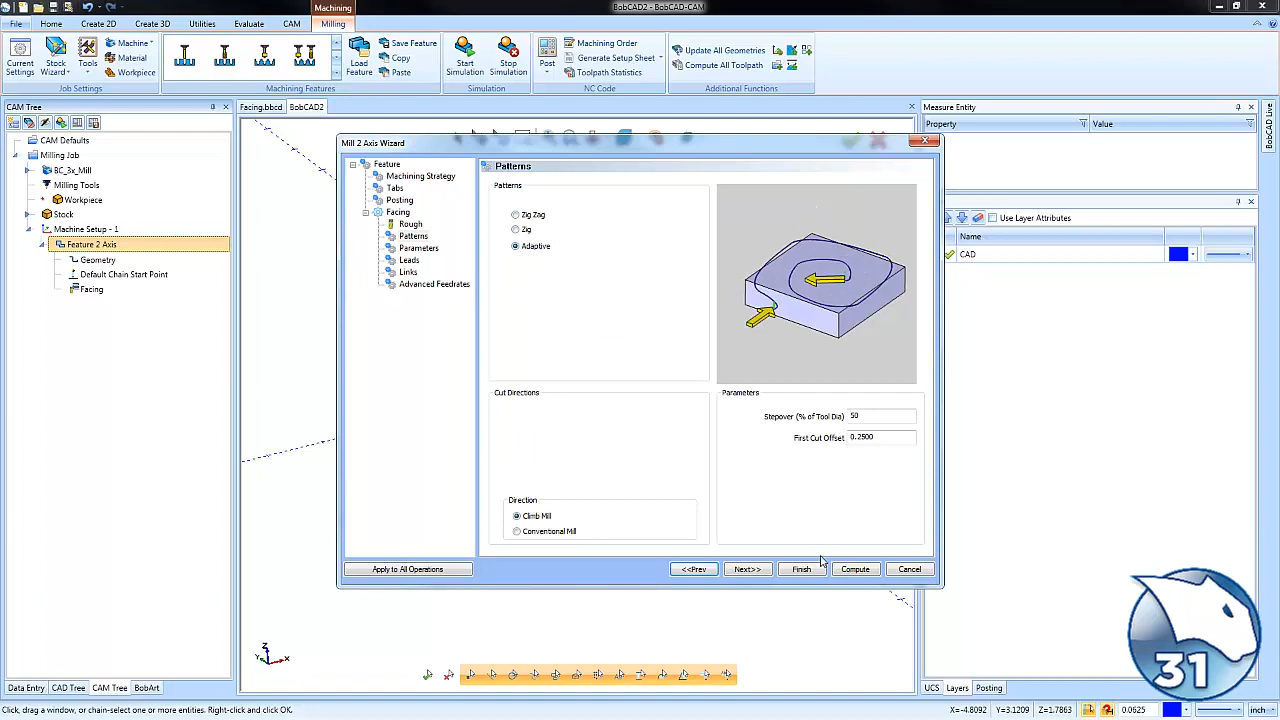 BobCAD2 - BobCAD-CAM
Machining
File Home Create 2D Create 3D Utilities Evaluate CAM Milling
Current Settings
Stock Wizard
Tools
Machine
Material
Workpiece
Job Settings
Machining Features
Load Feature
Save Feature
Copy
Paste
Start Simulation
Stop Simulation
Simulation
Post
Machining Order
Generate Setup Sheet
Toolpath Statistics
NC Code
Update All Geometries
Compute All Toolpath
Additional Functions
CAM Tree
CAM Defaults
Milling Job
BC_3x_Mill
Milling Tools
Workpiece
Stock
Machine Setup - 1
Feature 2 Axis
Geometry
Default Chain Start Point
Facing
Data Entry CAD Tree CAM Tree BobArt
Facing.bbcd BobCAD2
Mill 2 Axis Wizard
Feature
Machining Strategy
Tabs
Posting
Facing
Rough
Patterns
Parameters
Leads
Links
Advanced Feedrates
Patterns
Patterns
Zig Zag
Zig
Adaptive
Cut Directions
Direction
Climb Mill
Conventional Mill
Parameters
Stepover (% of Tool Dia) 50
First Cut Offset 0.2500
Apply to All Operations
<<Prev Next>> Finish Compute Cancel
Measure Entity
Property Value
Use Layer Attributes
Name
CAD
BobCAD Live
UCS Layers Posting
Z
Y
X
31
Click, drag a window, or chain-select one or more entities. Right-click and click OK.
X=-4.8092 Y=3.1209 Z=1.7863 0.0625 inch